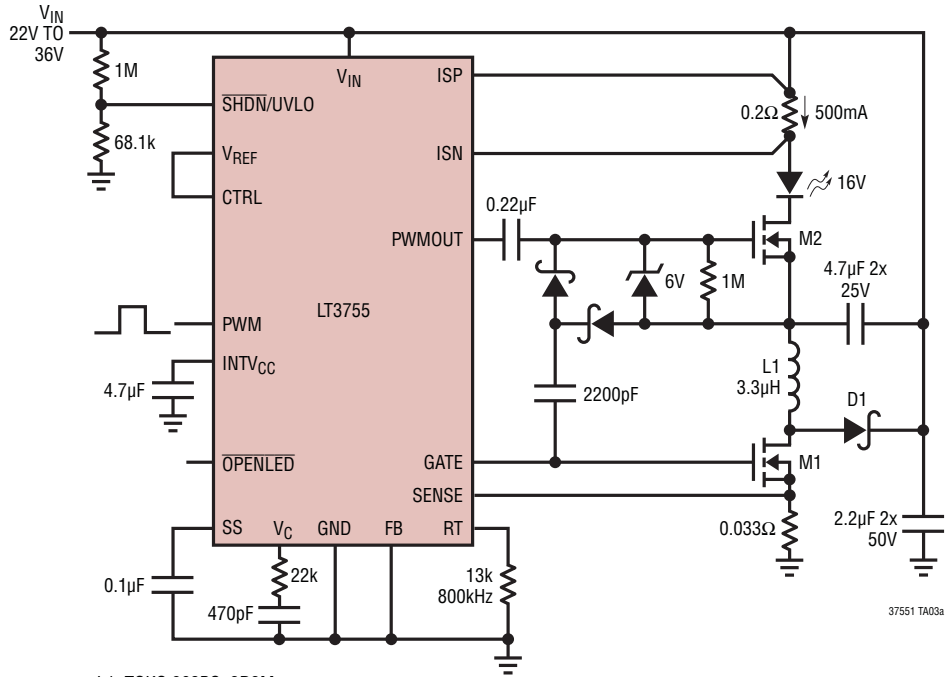 VIN
22V TO
36V
1M
68.1k
VIN
SHDN/UVLO
VREF
CTRL
PWM
INTVCC
OPENLED
SS
VC
GND
FB
RT
ISP
ISN
PWMOUT
LT3755
GATE
SENSE
0.2Ω
500mA
16V
0.22µF
M2
6V
1M
4.7µF 2x
25V
L1
3.3µH
D1
2200pF
4.7µF
M1
0.033Ω
2.2µF 2x
50V
0.1µF
22k
470pF
13k
800kHz
37551 TA03a